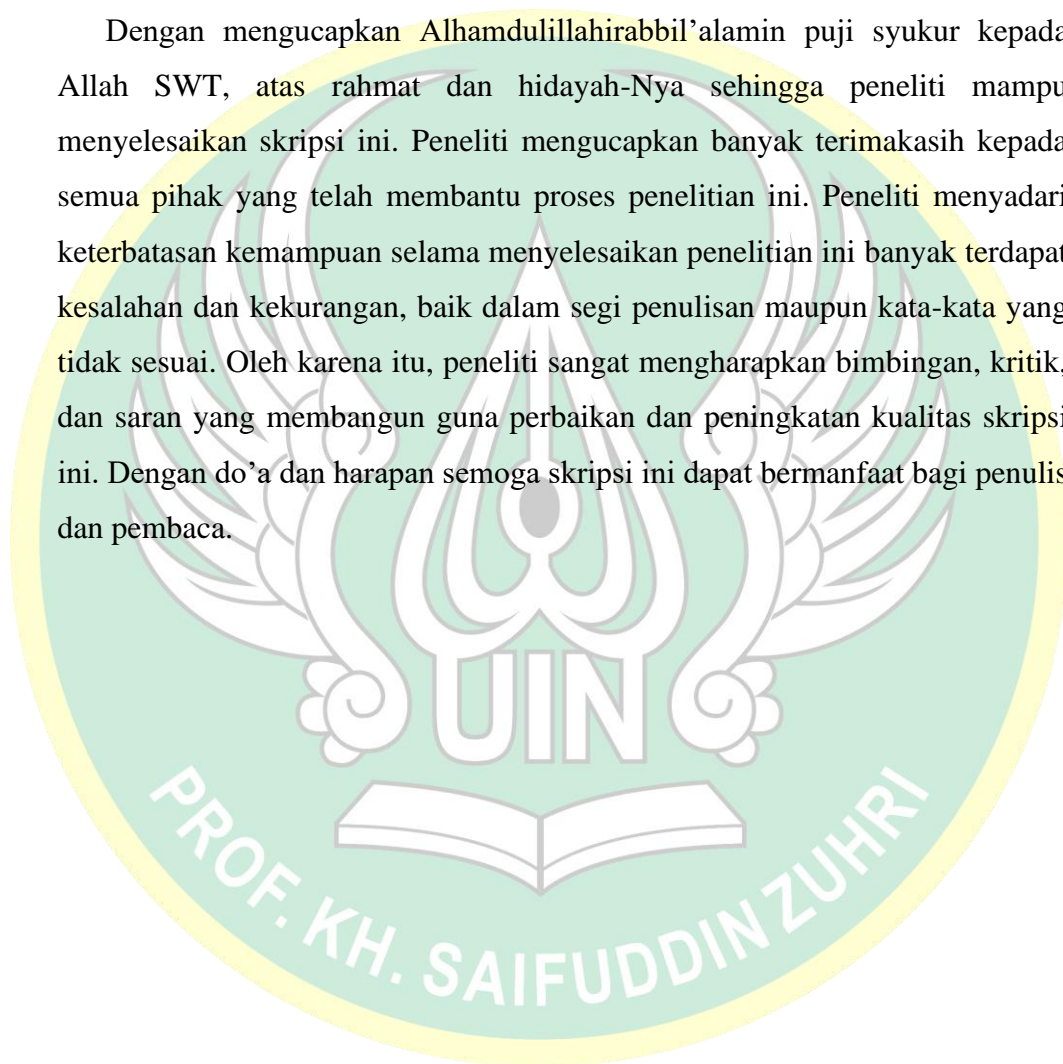 Dengan mengucapkan Alhamdulillahirabbil’alamin puji syukur kepada
Allah SWT, atas rahmat dan hidayah-Nya sehingga peneliti mampu
menyelesaikan skripsi ini. Peneliti mengucapkan banyak terimakasih kepada
semua pihak yang telah membantu proses penelitian ini. Peneliti menyadari
keterbatasan kemampuan selama menyelesaikan penelitian ini banyak terdapat
kesalahan dan kekurangan, baik dalam segi penulisan maupun kata-kata yang
tidak sesuai. Oleh karena itu, peneliti sangat mengharapkan bimbingan, kritik,
dan saran yang membangun guna perbaikan dan peningkatan kualitas skripsi
ini. Dengan do’a dan harapan semoga skripsi ini dapat bermanfaat bagi penulis
dan pembaca.
UIN
PROF. KH. SAIFUDDIN ZUHRI